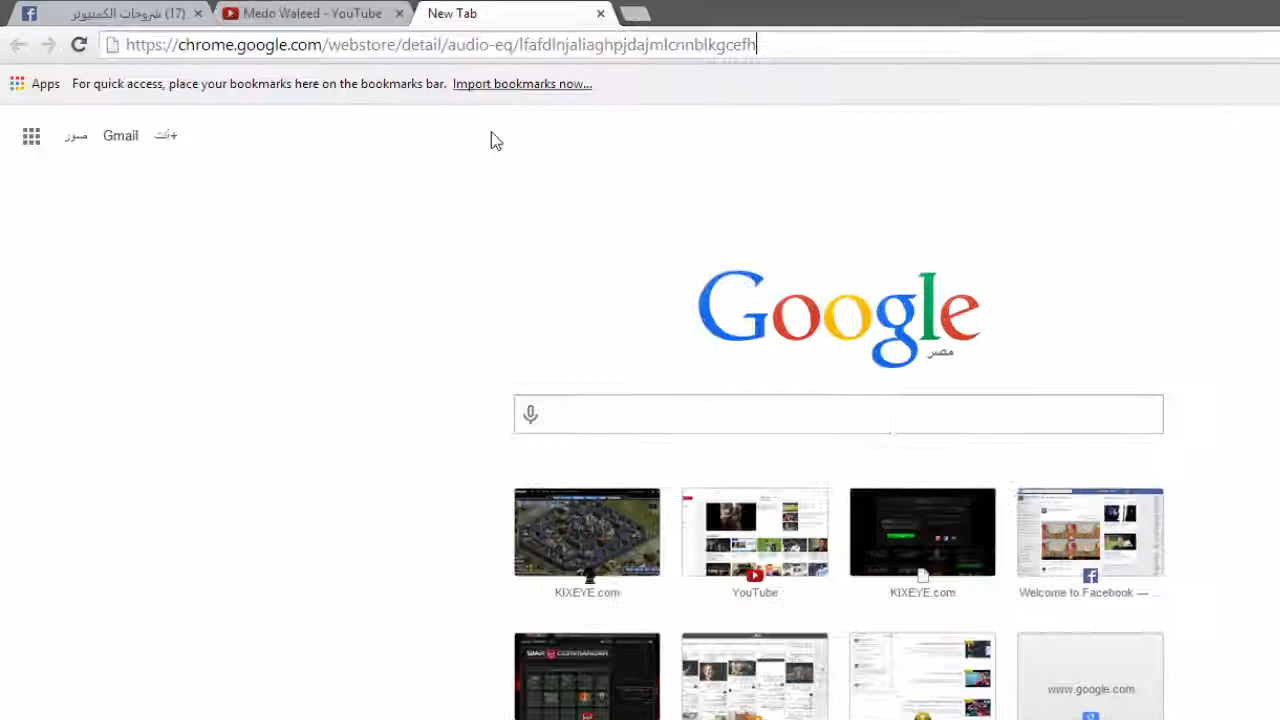 شروحات الكمبيوتر (17)
Medo Waleed - YouTube
New Tab
https://chrome.google.com/webstore/detail/audio-eq/lfafdlnjaliaghpjdajmlcnnblkgcefh
Apps
For quick access, place your bookmarks here on the bookmarks bar. Import bookmarks now...
صور Gmail أنت+
Google
مصر
KIXEYE.com
YouTube
KIXEYE.com
Welcome to Facebook — ...
WAR COMMANDER
www.google.com